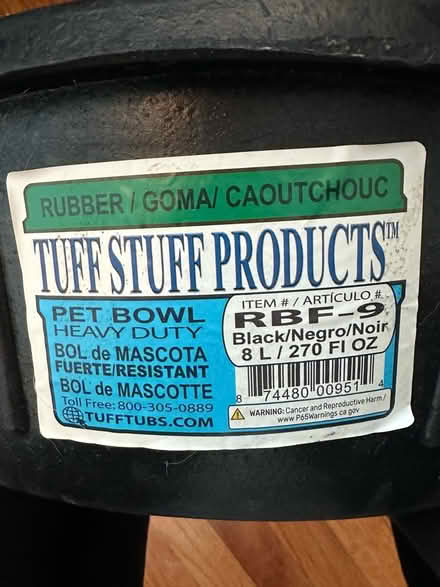 RUBBER / GOMA/ CAOUTCHOUC
TUFF STUFF PRODUCTS™
PET BOWL
HEAVY DUTY
BOL de MASCOTA
FUERTE/RESISTANT
BOL de MASCOTTE
Toll Free: 800-305-0889
TUFFTUBS.COM
ITEM # / ARTÍCULO #
RBF-9
Black/Negro/Noir
8 L / 270 Fl OZ
8 74480 00951 4
WARNING: Cancer and Reproductive Harm /
www.P65Warnings.ca.gov